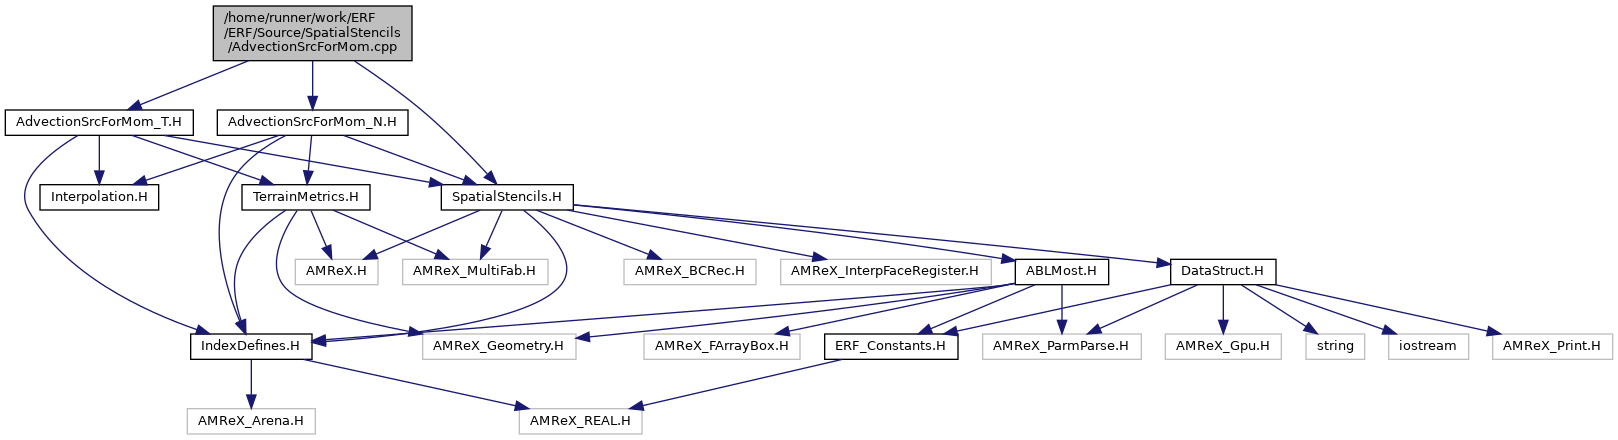 /home/runner/work/ERF
/ERF/Source/SpatialStencils
/AdvectionSrcForMom.cpp
AdvectionSrcForMom_T.H
AdvectionSrcForMom_N.H
Interpolation.H
TerrainMetrics.H
SpatialStencils.H
AMReX.H
AMReX_MultiFab.H
AMReX_BCRec.H
AMReX_InterpFaceRegister.H
ABLMost.H
DataStruct.H
IndexDefines.H
AMReX_Geometry.H
AMReX_FArrayBox.H
ERF_Constants.H
AMReX_ParmParse.H
AMReX_Gpu.H
string
iostream
AMReX_Print.H
AMReX_Arena.H
AMReX_REAL.H